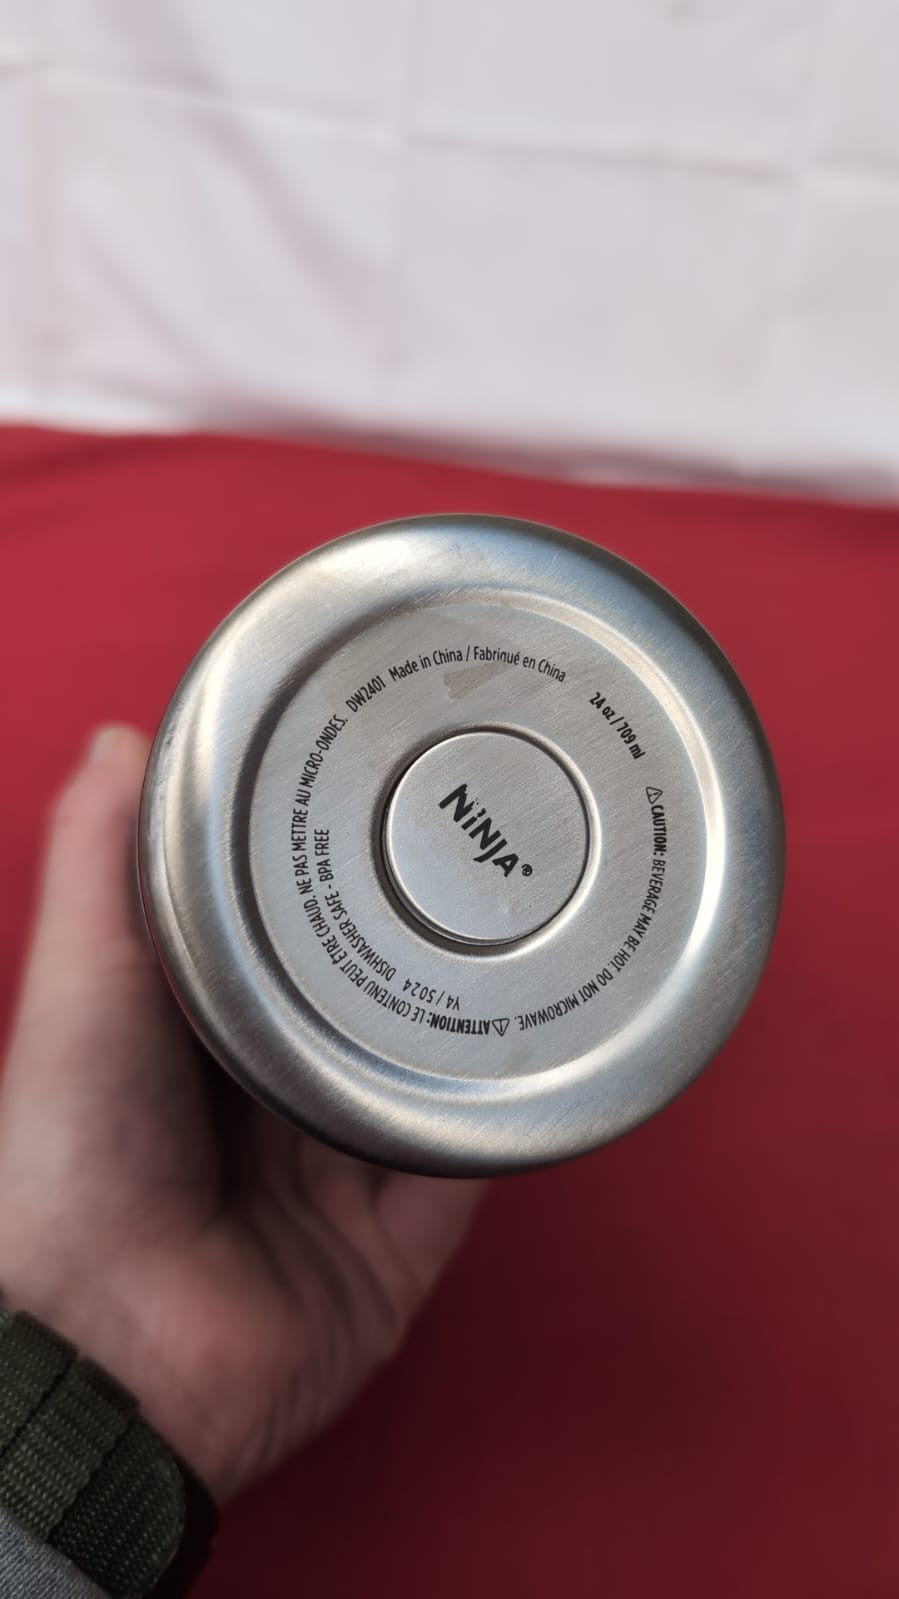 NiNJA®
24 oz / 709 ml
⚠ CAUTION: BEVERAGE MAY BE HOT. DO NOT MICROWAVE.
⚠ ATTENTION: LE CONTENU PEUT ÊTRE CHAUD. NE PAS METTRE AU MICRO-ONDES. DW2401 Made in China / Fabriqué en China
Y4 / 5024 DISHWASHER SAFE - BPA FREE